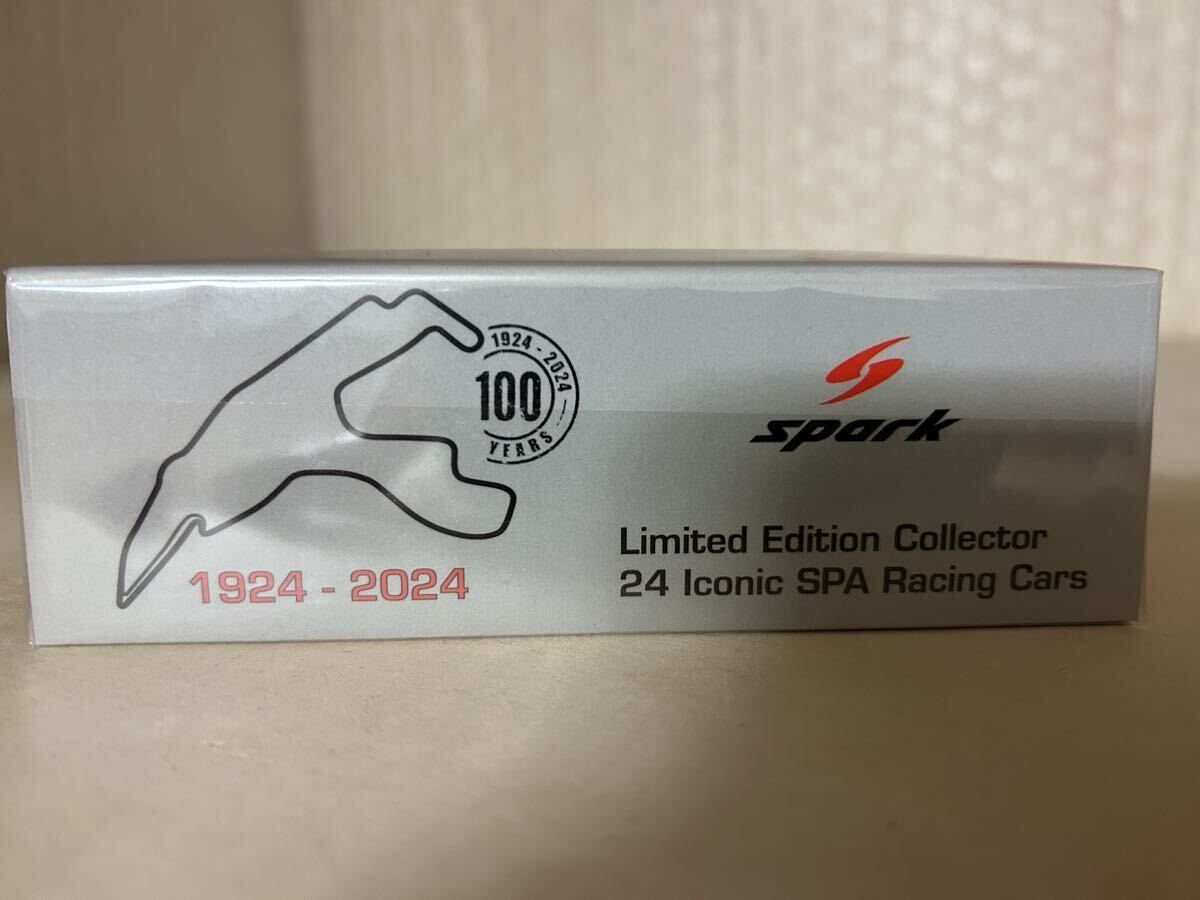 1924 - 2024
100
YEARS
1924 - 2024
spark
Limited Edition Collector
24 Iconic SPA Racing Cars